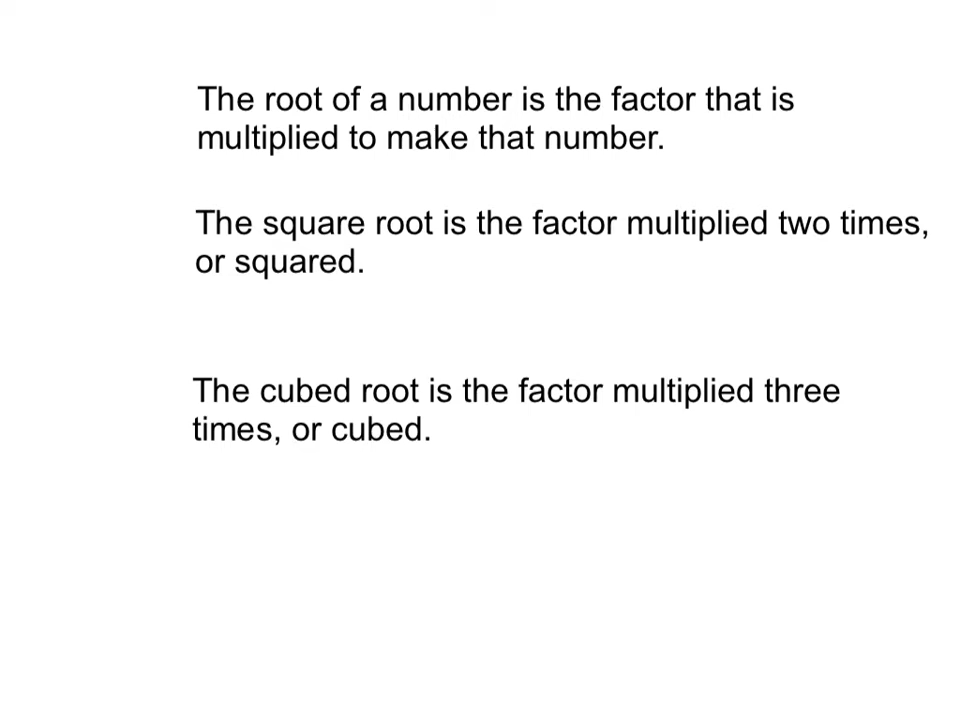 The root of a number is the factor that is
multiplied to make that number.
The square root is the factor multiplied two times,
or squared.
The cubed root is the factor multiplied three
times, or cubed.